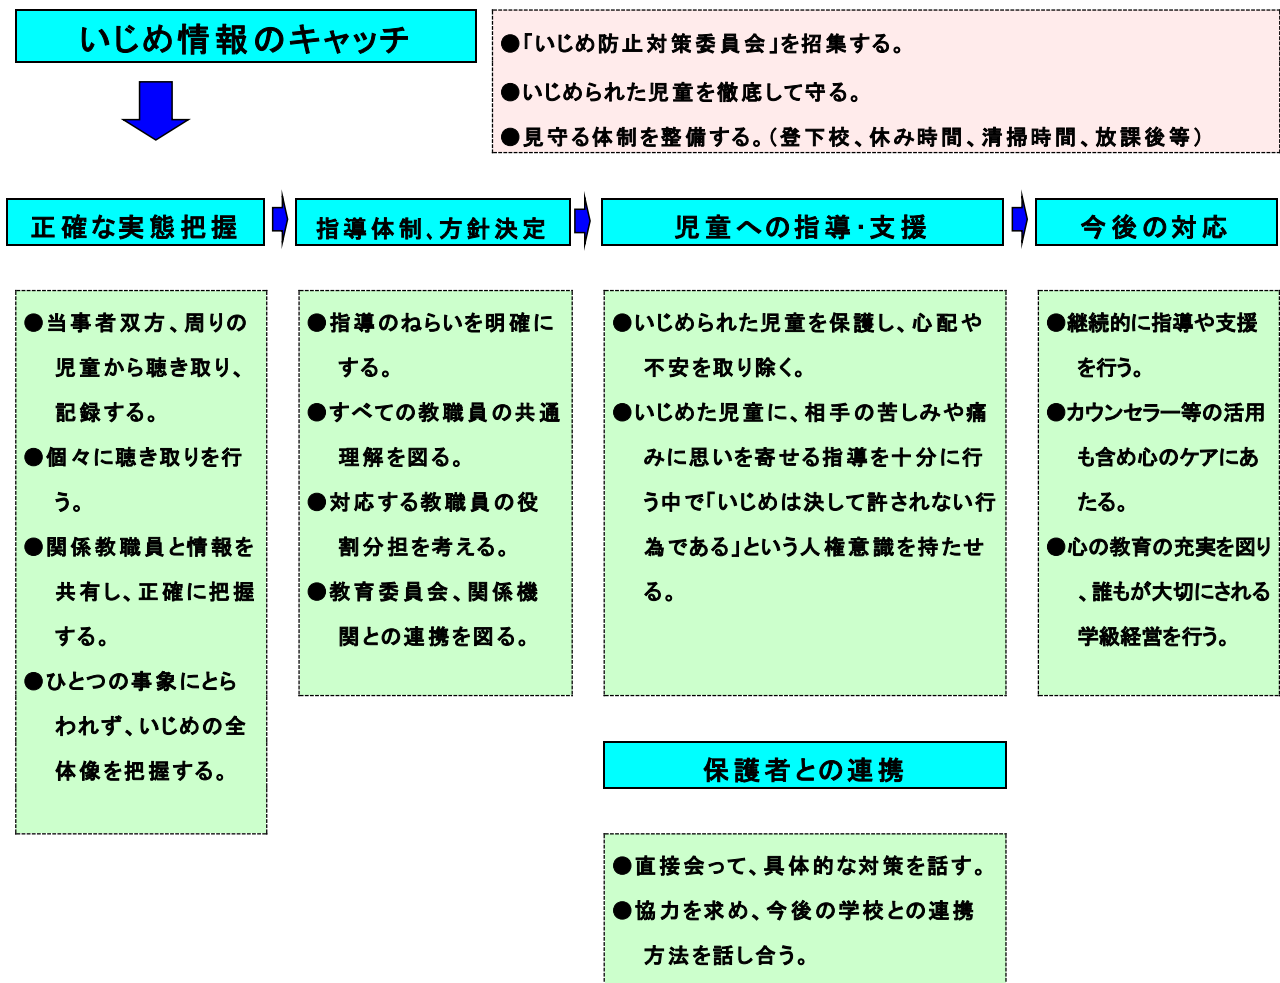 いじめ情報のキャッチ
●「いじめ防止対策委員会」を招集する。
●いじめられた児童を徹底して守る。
●見守る体制を整備する。（登下校、休み時間、清掃時間、放課後等）
正確な実態把握
●当事者双方、周りの
児童から聴き取り、
記録する。
●個々に聴き取りを行
う。
●関係教職員と情報を
共有し、正確に把握
する。
●ひとつの事象にとら
われず、いじめの全
体像を把握する。
指導体制、方針決定
●指導のねらいを明確に
する。
●すべての教職員の共通
理解を図る。
●対応する教職員の役
割分担を考える。
●教育委員会、関係機
関との連携を図る。
児童への指導・支援
●いじめられた児童を保護し、心配や
不安を取り除く。
●いじめた児童に、相手の苦しみや痛
みに思いを寄せる指導を十分に行
う中で「いじめは決して許されない行
為である」という人権意識を持たせ
る。
保護者との連携
●直接会って、具体的な対策を話す。
●協力を求め、今後の学校との連携
方法を話し合う。
今後の対応
●継続的に指導や支援
を行う。
●カウンセラー等の活用
も含め心のケアにあ
たる。
●心の教育の充実を図り
、誰もが大切にされる
学級経営を行う。